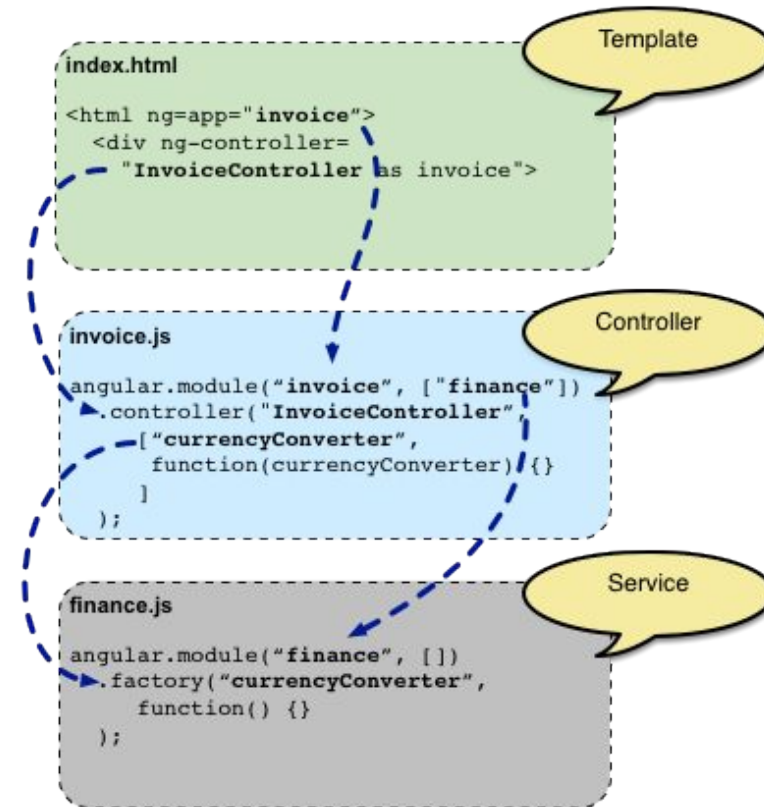 Template
index.html
<html ng=app="invoice“>
<div ng-controller=
"InvoiceController as invoice">
Controller
invoice.js
angular.module(“invoice”, ["finance”])
.controller("InvoiceController”,
[“currencyConverter”,
function(currencyConverter) {}
]
);
Service
finance.js
angular.module(“finance”, [])
.factory(“currencyConverter”,
function() {}
);